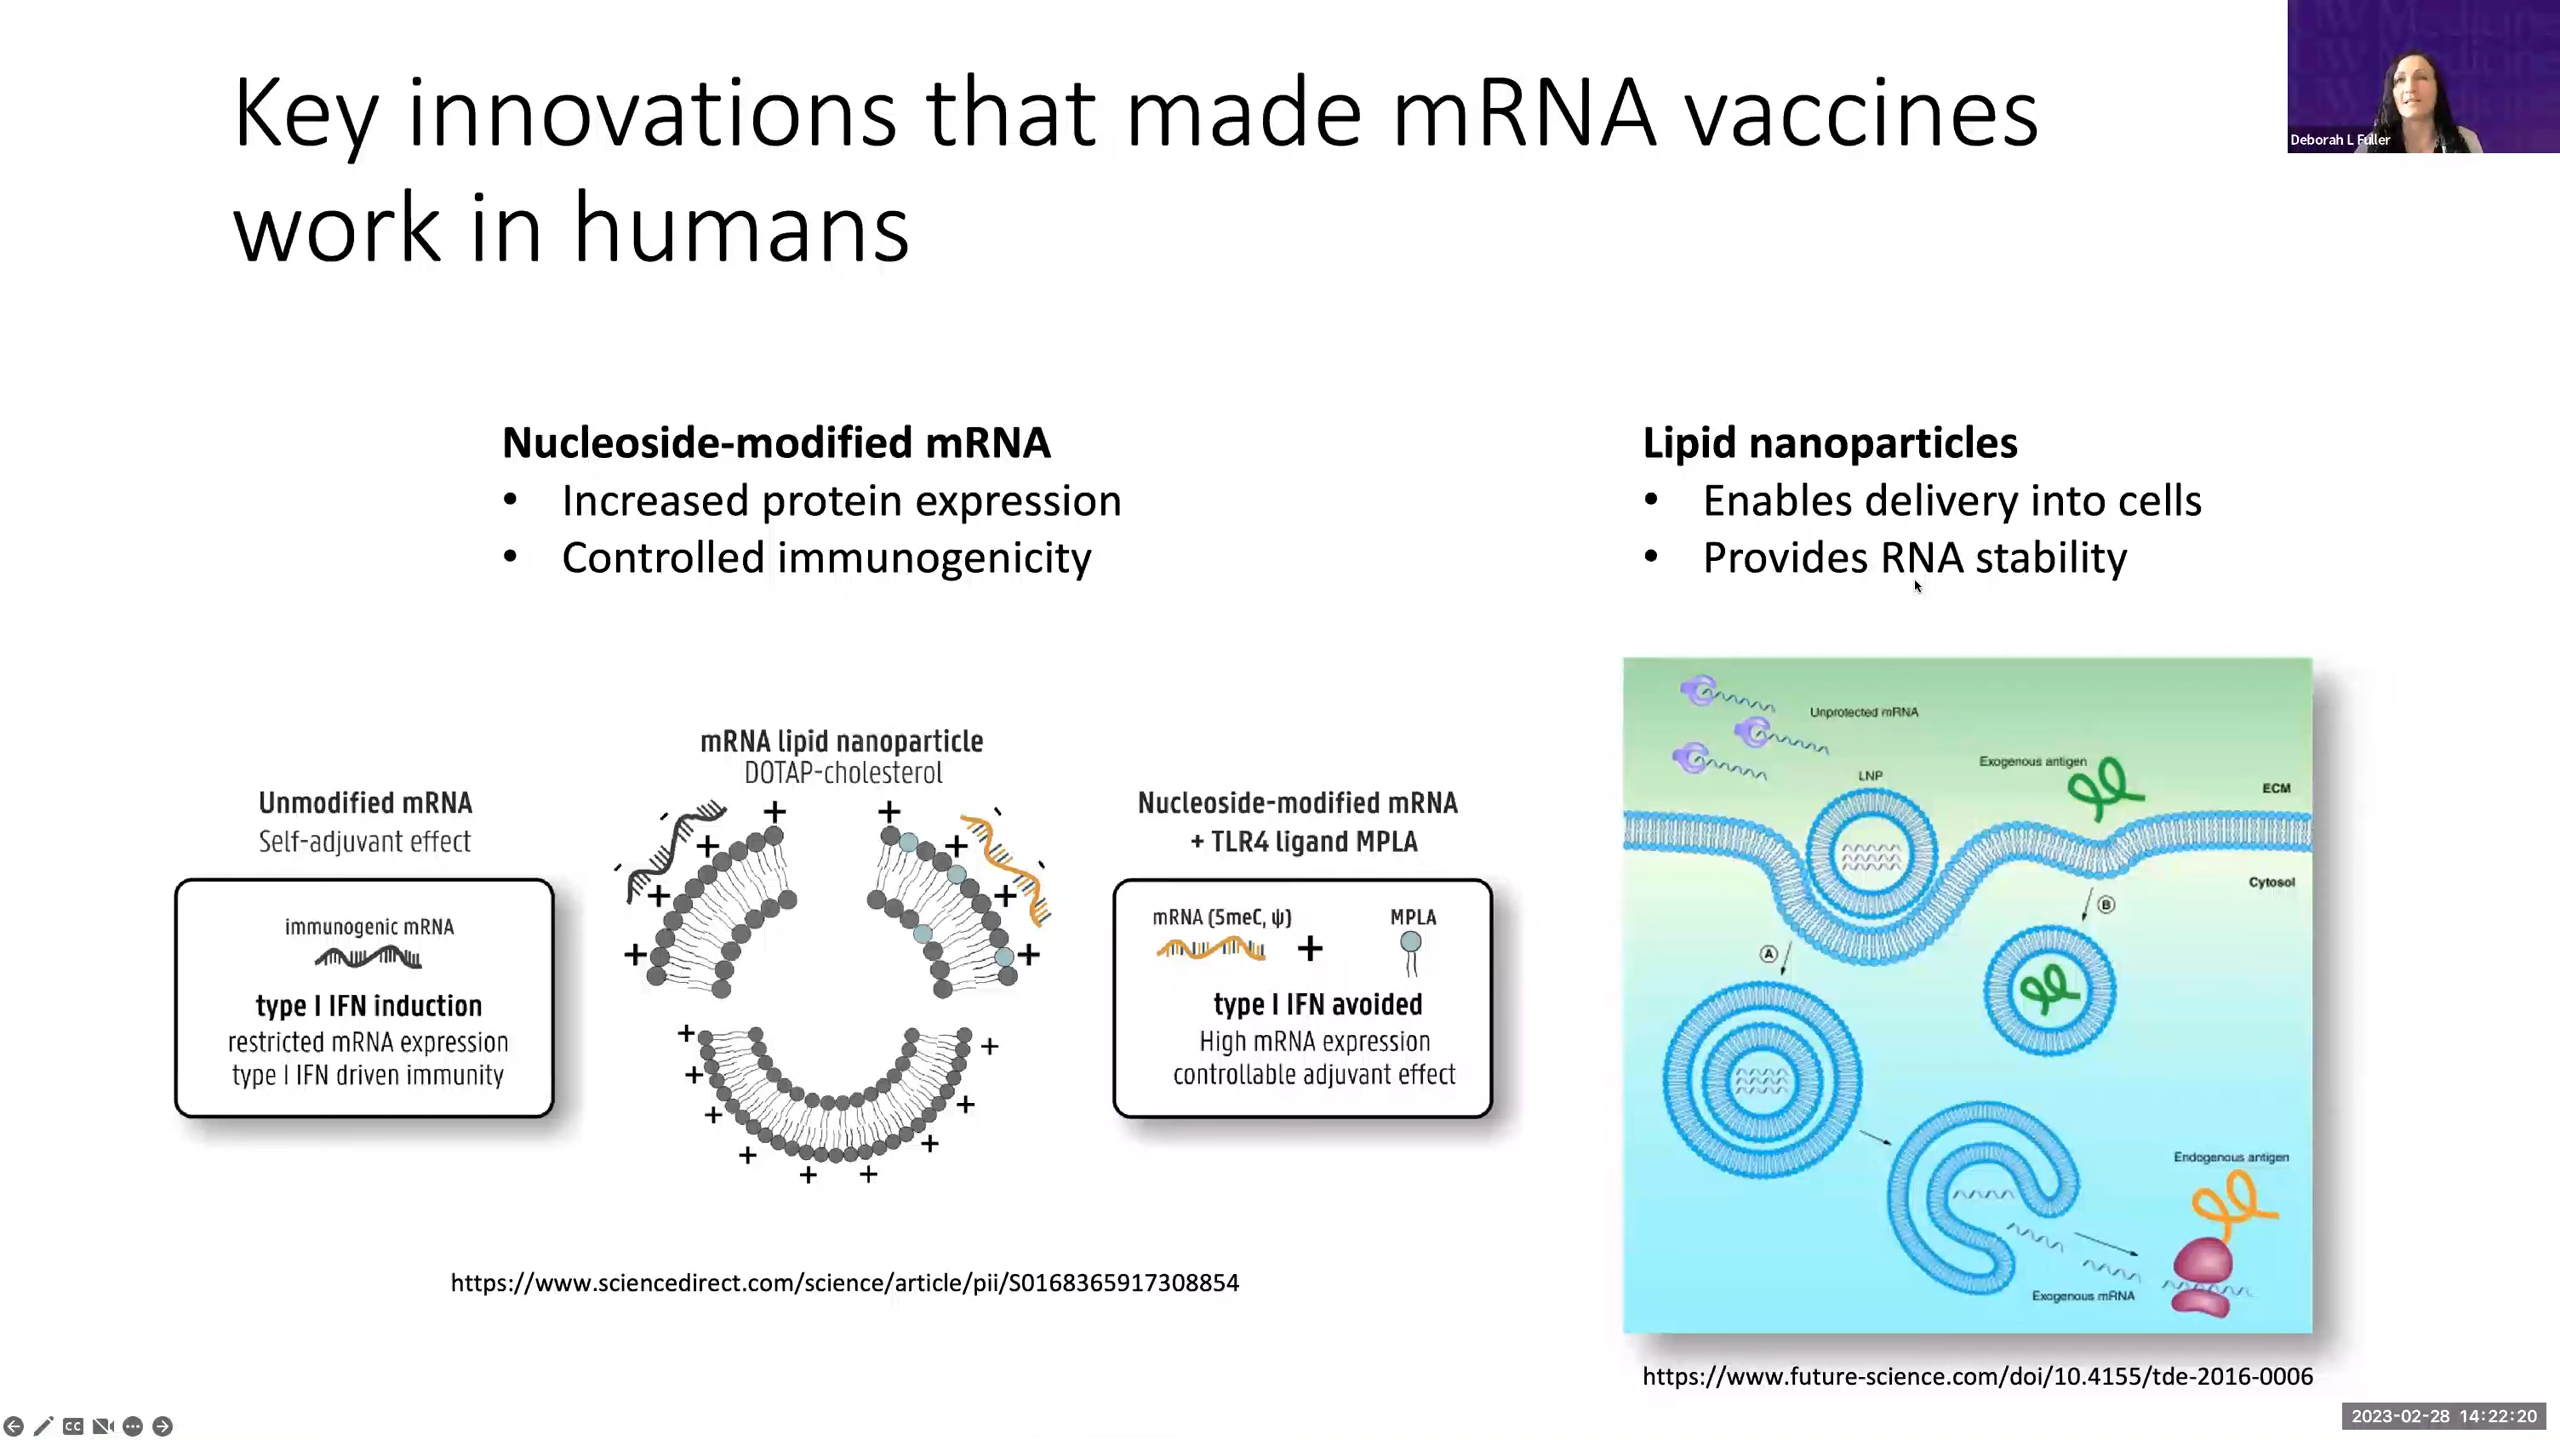 Key innovations that made mRNA vaccines
work in humans
Deborah L Fuller
Nucleoside-modified mRNA
• Increased protein expression
• Controlled immunogenicity
Lipid nanoparticles
• Enables delivery into cells
• Provides RNA stability
Unmodified mRNA
Self-adjuvant effect
immunogenic mRNA
type I IFN induction
restricted mRNA expression
type I IFN driven immunity
mRNA lipid nanoparticle
DOTAP-cholesterol
Nucleoside-modified mRNA
+ TLR4 ligand MPLA
mRNA (5meC, ψ)
+
MPLA
type I IFN avoided
High mRNA expression
controllable adjuvant effect
https://www.sciencedirect.com/science/article/pii/S0168365917308854
Unprotected mRNA
LNP
Exogenous antigen
ECM
Cytosol
A
B
Endogenous antigen
Exogenous mRNA
https://www.future-science.com/doi/10.4155/tde-2016-0006
CC
2023-02-28 14:22:20